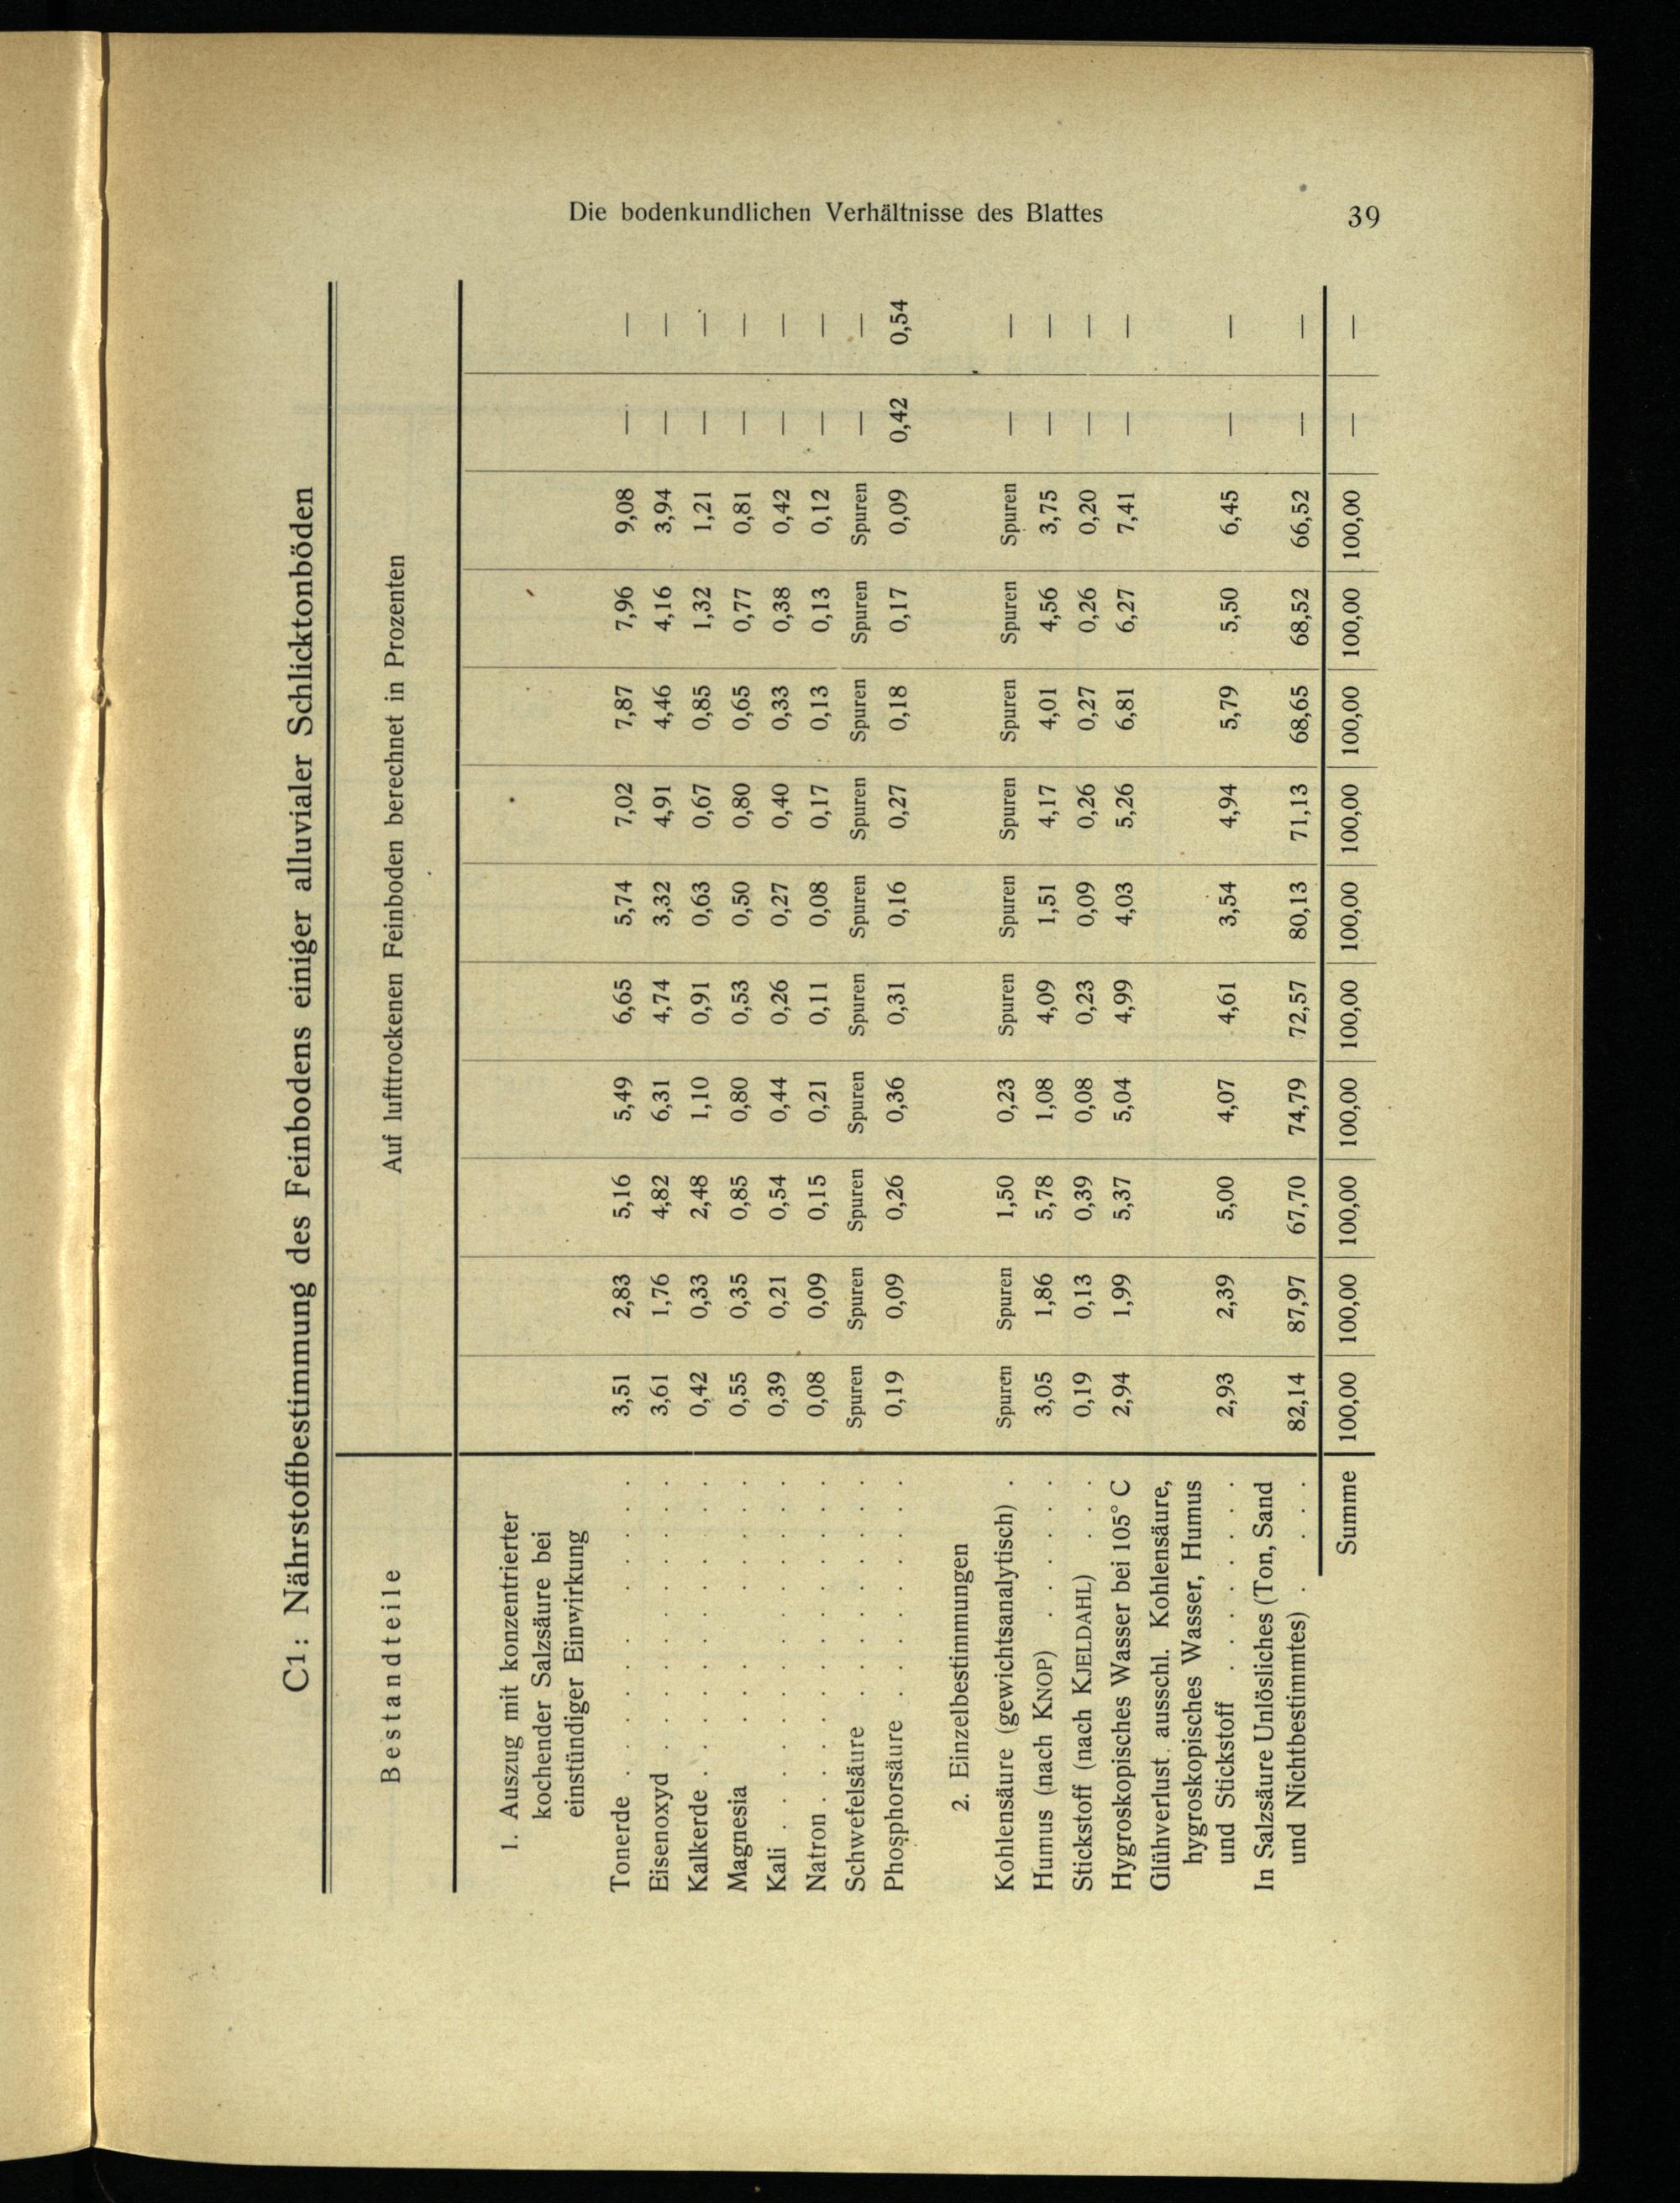 Die bodenkundlichen Verhältnisse des Blattes 39
C1: Nährstoffbestimmung des Feinbodens einiger alluvialer Schlicktonböden
Bestandteile Auf lufttrockenen Feinboden berechnet in Prozenten
1. Auszug mit konzentrierter
kochender Salzsäure bei
einstündiger Einwirkung
Tonerde . . . . . . . 3,51 2,83 5,16 5,49 6,65 5,74 7,02 7,87 7,96 9,08 — —
Eisenoxyd . . . . . . 3,61 1,76 4,82 6,31 4,74 3,32 4,91 4,46 4,16 3,94 — —
Kalkerde . . . . . . . 0,42 0,33 2,48 1,10 0,91 0,63 0,67 0,85 1,32 1,21 — —
Magnesia . . . . . . 0,55 0,35 0,85 0,80 0,53 0,50 0,80 0,65 0,77 0,81 — —
Kali . . . . . . . . 0,39 0,21 0,54 0,44 0,26 0,27 0,40 0,33 0,38 0,42 — —
Natron . . . . . . . 0,08 0,09 0,15 0,21 0,11 0,08 0,17 0,13 0,13 0,12 — —
Schwefelsäure . . . . . Spuren Spuren Spuren Spuren Spuren Spuren Spuren Spuren Spuren Spuren — —
Phosphorsäure . . . . . 0,19 0,09 0,26 0,36 0,31 0,16 0,27 0,18 0,17 0,09 0,42 0,54
2. Einzelbestimmungen
Kohlensäure (gewichtsanalytisch) . Spuren Spuren 1,50 0,23 Spuren Spuren Spuren Spuren Spuren Spuren — —
Humus (nach KNOP) . . . . . 3,05 1,86 5,78 1,08 4,09 1,51 4,17 4,01 4,56 3,75 — —
Stickstoff (nach KJELDAHL) . . . 0,19 0,13 0,39 0,08 0,23 0,09 0,26 0,27 0,26 0,20 — —
Hygroskopisches Wasser bei 105° C 2,94 1,99 5,37 5,04 4,99 4,03 5,26 6,81 6,27 7,41 — —
Glühverlust ausschl. Kohlensäure,
hygroskopisches Wasser, Humus
und Stickstoff . . . . . . 2,93 2,39 5,00 4,07 4,61 3,54 4,94 5,79 5,50 6,45 — —
In Salzsäure Unlösliches (Ton, Sand
und Nichtbestimmtes) . . . . 82,14 87,97 67,70 74,79 72,57 80,13 71,13 68,65 68,52 66,52 — —
Summe 100,00 100,00 100,00 100,00 100,00 100,00 100,00 100,00 100,00 100,00 — —